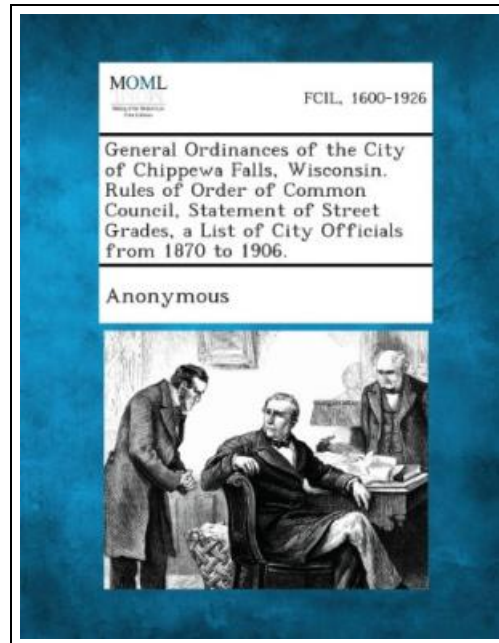 MOML
FCIL, 1600-1926
General Ordinances of the City
of Chippewa Falls, Wisconsin.
Rules of Order of Common
Council, Statement of Street
Grades, a List of City Officials
from 1870 to 1906.
Anonymous